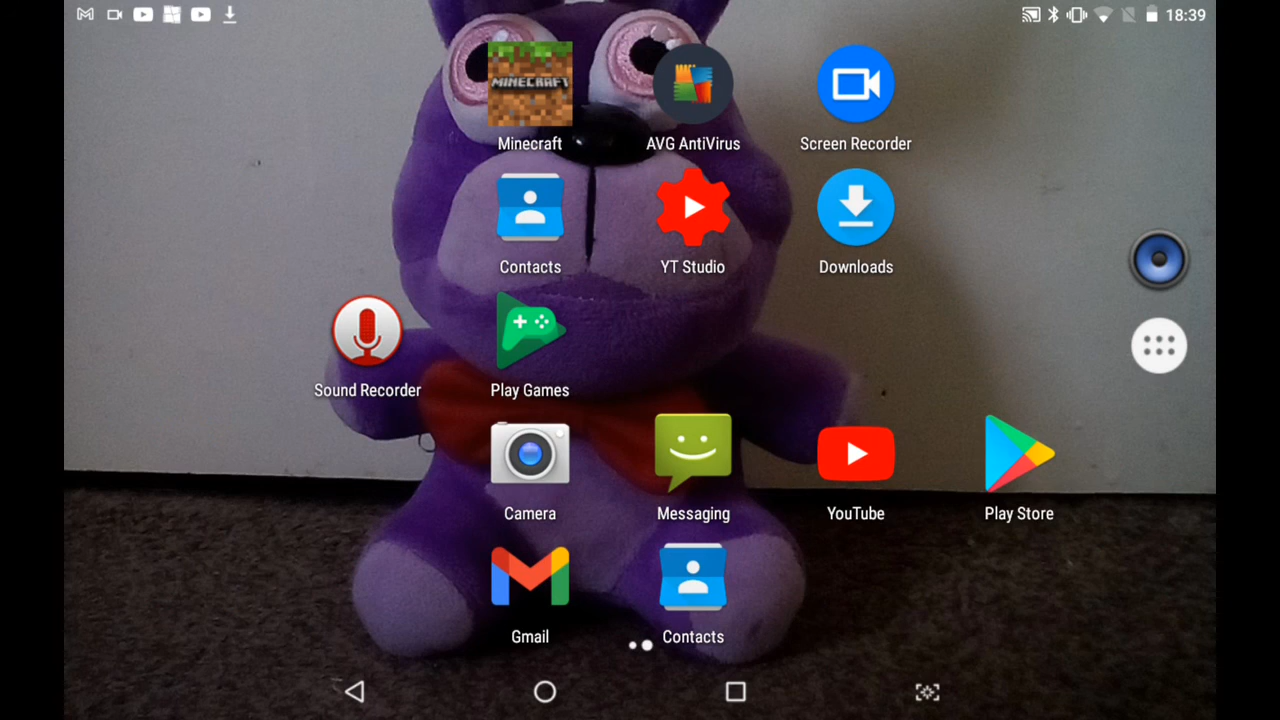 18:39
MINECRAFT
Minecraft
AVG AntiVirus
Screen Recorder
Contacts
YT Studio
Downloads
Sound Recorder
Play Games
Camera
Messaging
YouTube
Play Store
Gmail
Contacts